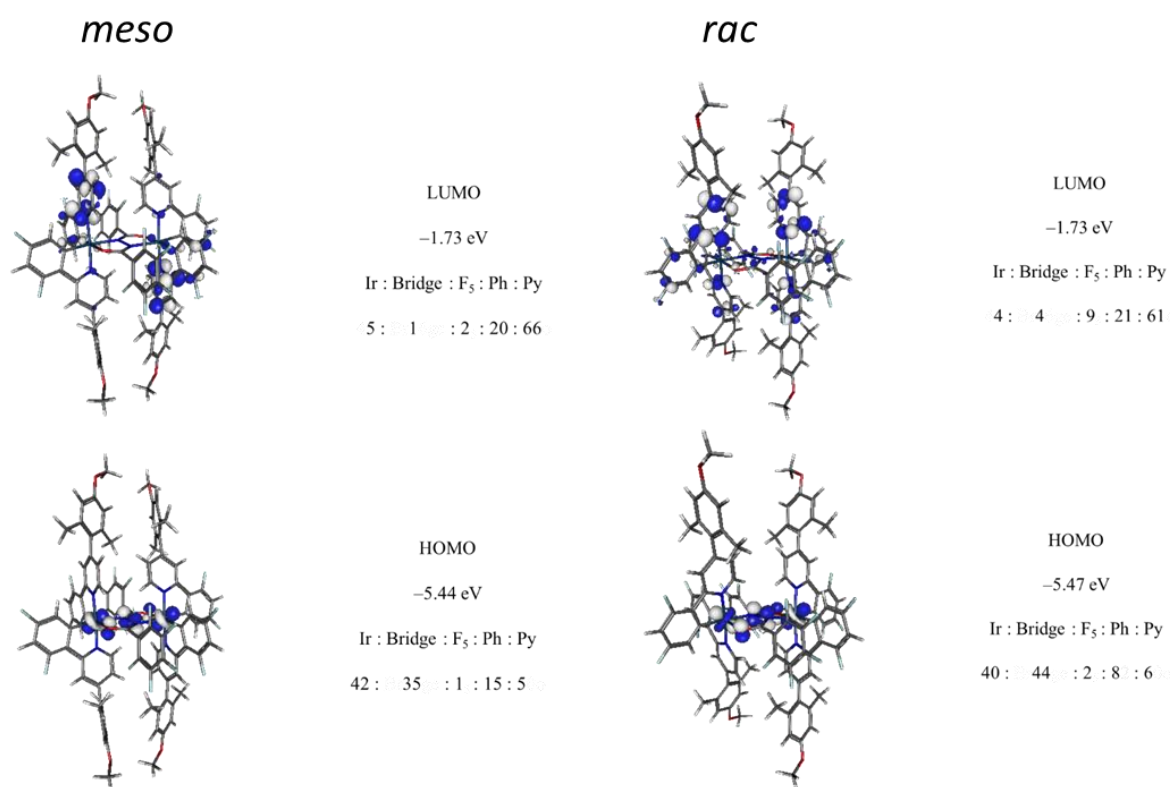 meso
rac
LUMO
–1.73 eV
Ir : Bridge : F₅ : Ph : Py
5 : 1 : 2 : 20 : 66
LUMO
–1.73 eV
Ir : Bridge : F₅ : Ph : Py
4 : 4 : 9 : 21 : 61
HOMO
–5.44 eV
Ir : Bridge : F₅ : Ph : Py
42 : 35 : 1 : 15 : 5
HOMO
–5.47 eV
Ir : Bridge : F₅ : Ph : Py
40 : 44 : 2 : 8 : 6